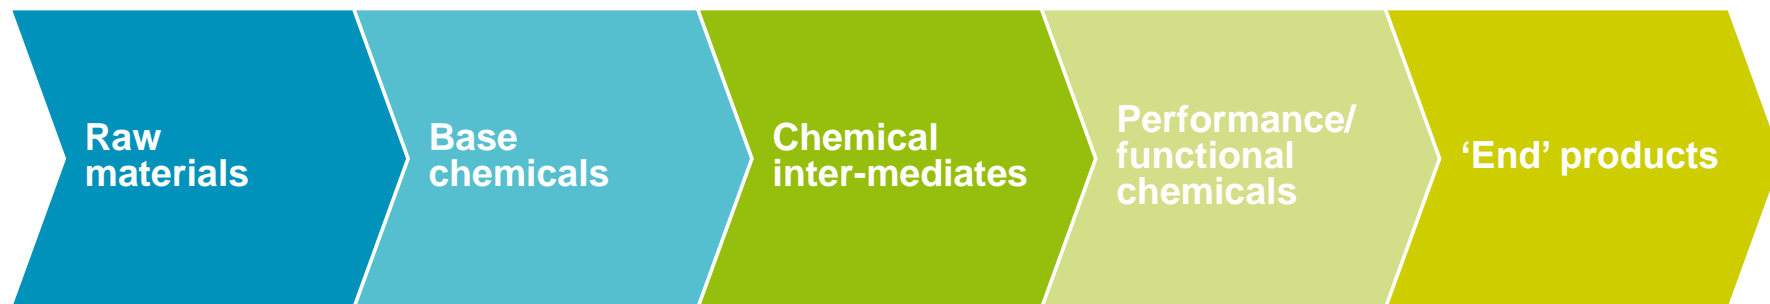 Raw
materials
Base
chemicals
Chemical
inter-mediates
Performance/
functional
chemicals
‘End’ products